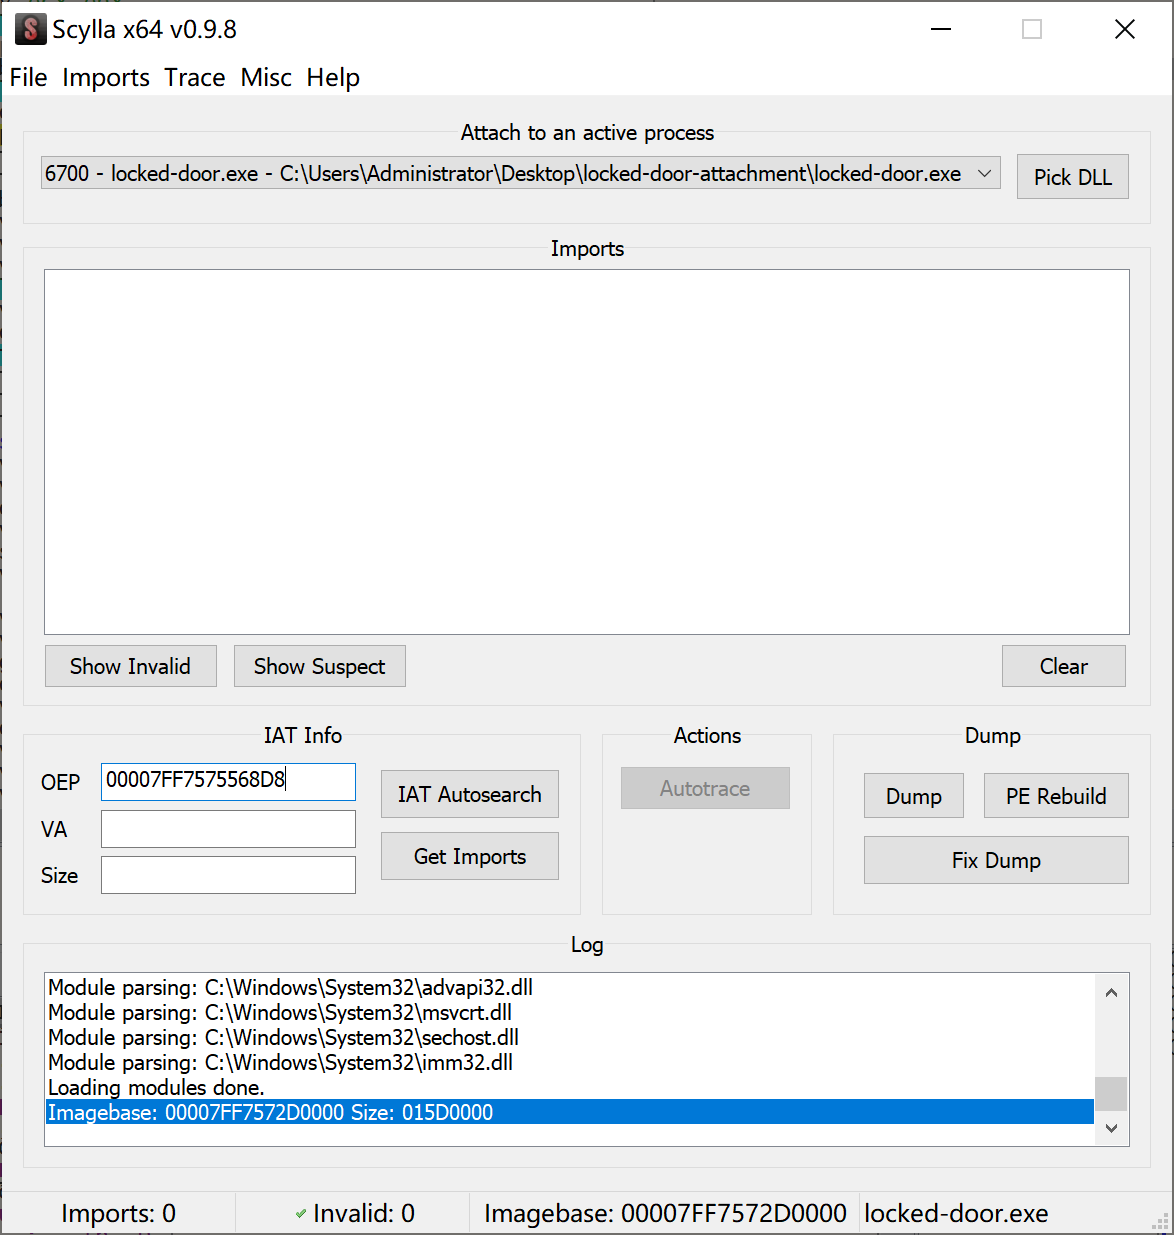 Scylla x64 v0.9.8
File Imports Trace Misc Help
Attach to an active process
6700 - locked-door.exe - C:\Users\Administrator\Desktop\locked-door-attachment\locked-door.exe
Pick DLL
Imports
Show Invalid
Show Suspect
Clear
IAT Info
OEP
00007FF7575568D8
VA
Size
IAT Autosearch
Get Imports
Actions
Autotrace
Dump
Dump
PE Rebuild
Fix Dump
Log
Module parsing: C:\Windows\System32\advapi32.dll
Module parsing: C:\Windows\System32\msvcrt.dll
Module parsing: C:\Windows\System32\sechost.dll
Module parsing: C:\Windows\System32\imm32.dll
Loading modules done.
Imagebase: 00007FF7572D0000 Size: 015D0000
Imports: 0
Invalid: 0
Imagebase: 00007FF7572D0000
locked-door.exe